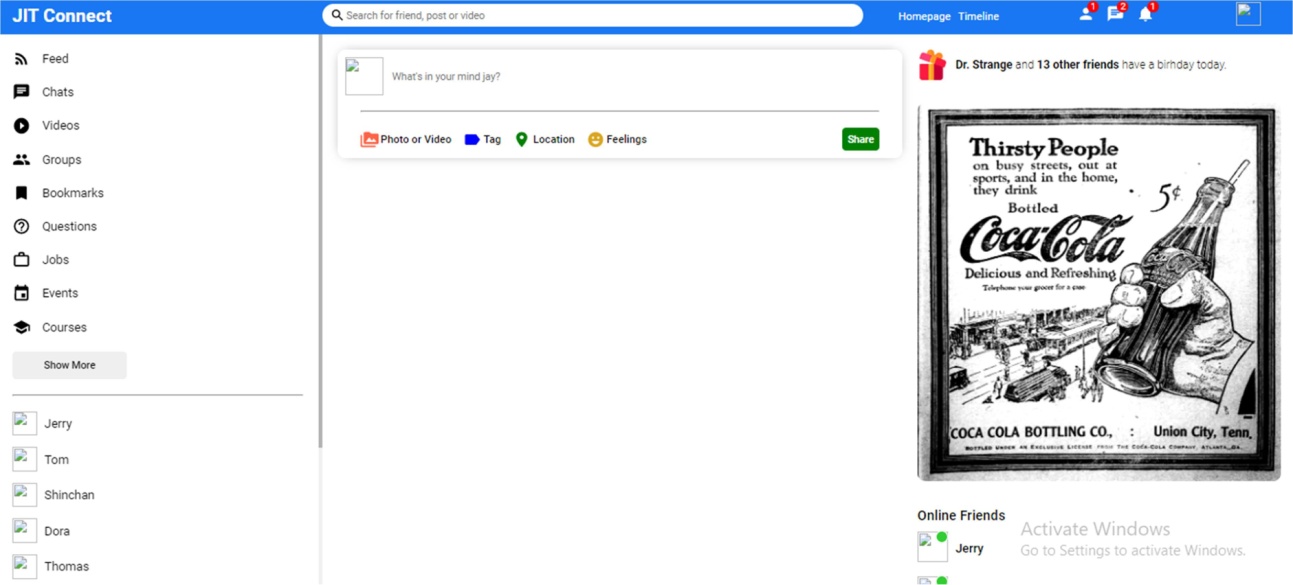 JIT Connect
Search for friend, post or video
Homepage Timeline
1
2
1
Feed
Chats
Videos
Groups
Bookmarks
Questions
Jobs
Events
Courses
Show More
Jerry
Tom
Shinchan
Dora
Thomas
What's in your mind jay?
Photo or Video
Tag
Location
Feelings
Share
Dr. Strange and 13 other friends have a birhday today.
Thirsty People
on busy streets, out at
sports, and in the home,
they drink
5¢
Bottled
Coca-Cola
Delicious and Refreshing
Telephone your grocer for a case
COCA COLA BOTTLING CO., : Union City, Tenn.
BOTTLED UNDER AN EXCLUSIVE LICENSE FROM THE COCA-COLA COMPANY, ATLANTA, GA.
Online Friends
Jerry
Activate Windows
Go to Settings to activate Windows.